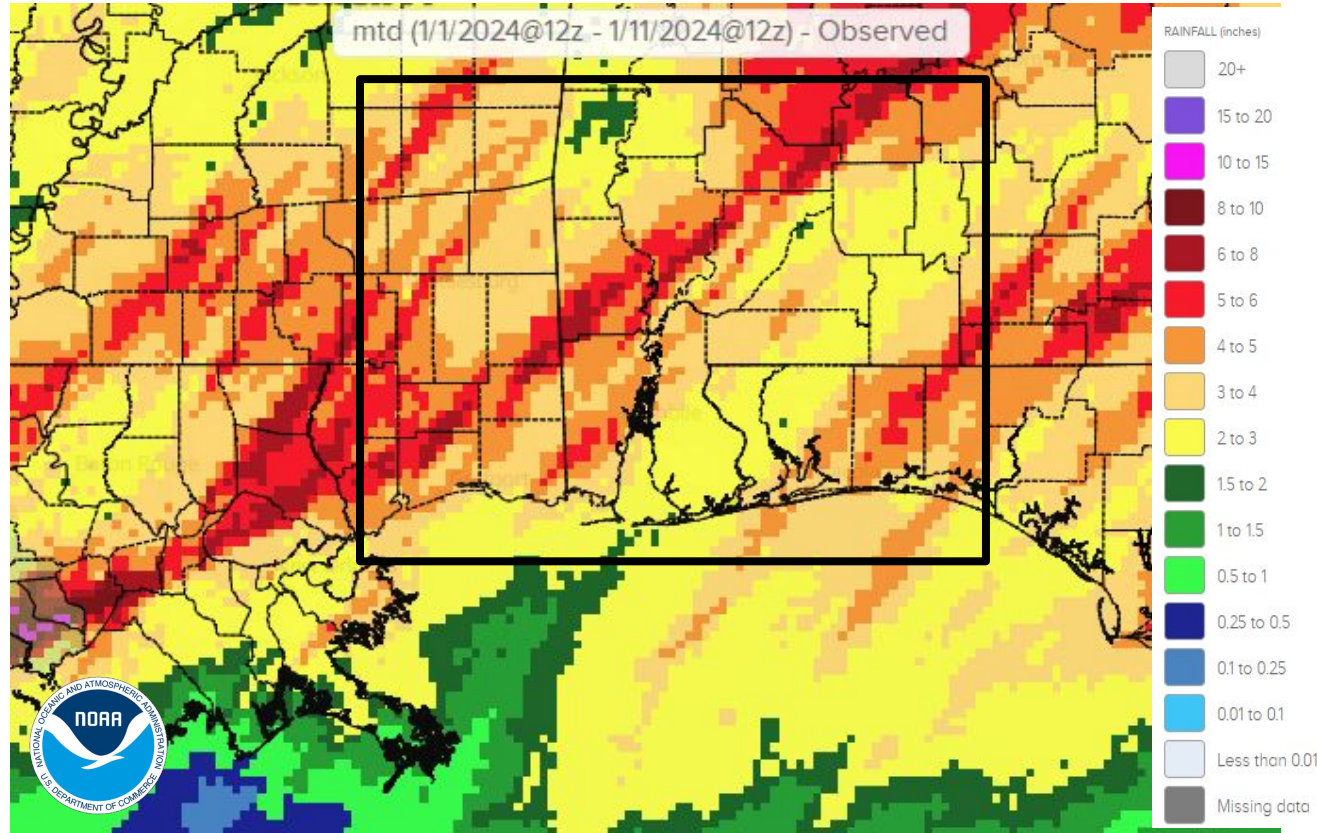 mtd (1/1/2024@12z - 1/11/2024@12z) - Observed
RAINFALL (inches)
20+
15 to 20
10 to 15
8 to 10
6 to 8
5 to 6
4 to 5
3 to 4
2 to 3
1.5 to 2
1 to 1.5
0.5 to 1
0.25 to 0.5
0.1 to 0.25
0.01 to 0.1
Less than 0.01
Missing data
Baton Rouge
NATIONAL OCEANIC AND ATMOSPHERIC ADMINISTRATION
NOAA
U.S. DEPARTMENT OF COMMERCE